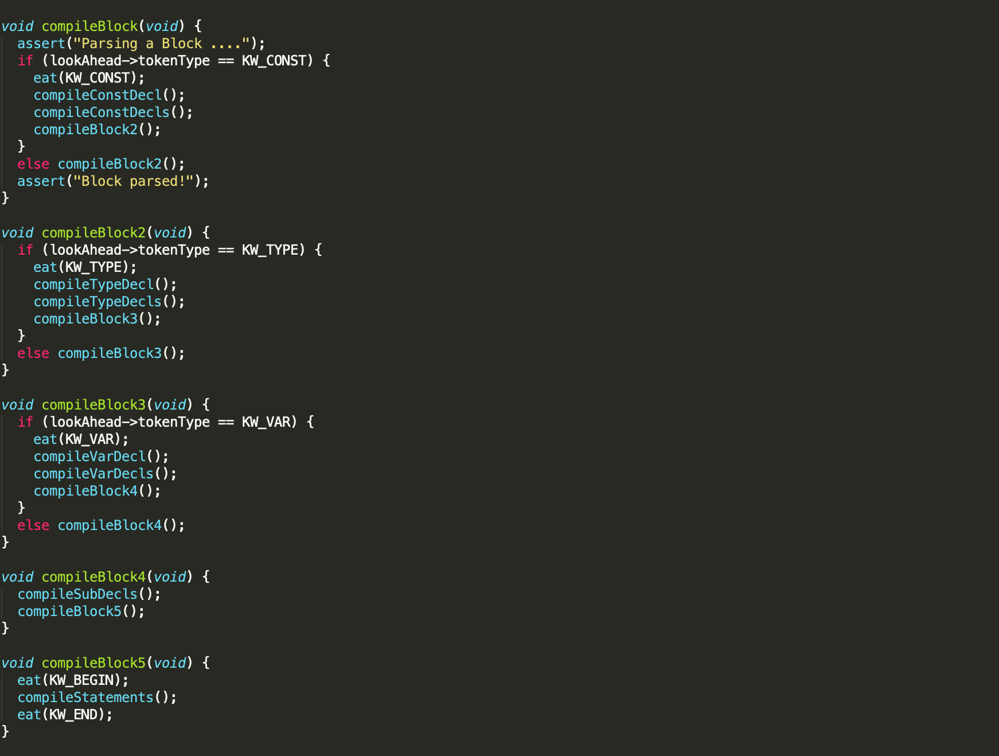 void compileBlock(void) {
  assert("Parsing a Block ....");
  if (lookAhead->tokenType == KW_CONST) {
    eat(KW_CONST);
    compileConstDecl();
    compileConstDecls();
    compileBlock2();
  }
  else compileBlock2();
  assert("Block parsed!");
}

void compileBlock2(void) {
  if (lookAhead->tokenType == KW_TYPE) {
    eat(KW_TYPE);
    compileTypeDecl();
    compileTypeDecls();
    compileBlock3();
  }
  else compileBlock3();
}

void compileBlock3(void) {
  if (lookAhead->tokenType == KW_VAR) {
    eat(KW_VAR);
    compileVarDecl();
    compileVarDecls();
    compileBlock4();
  }
  else compileBlock4();
}

void compileBlock4(void) {
  compileSubDecls();
  compileBlock5();
}

void compileBlock5(void) {
  eat(KW_BEGIN);
  compileStatements();
  eat(KW_END);
}